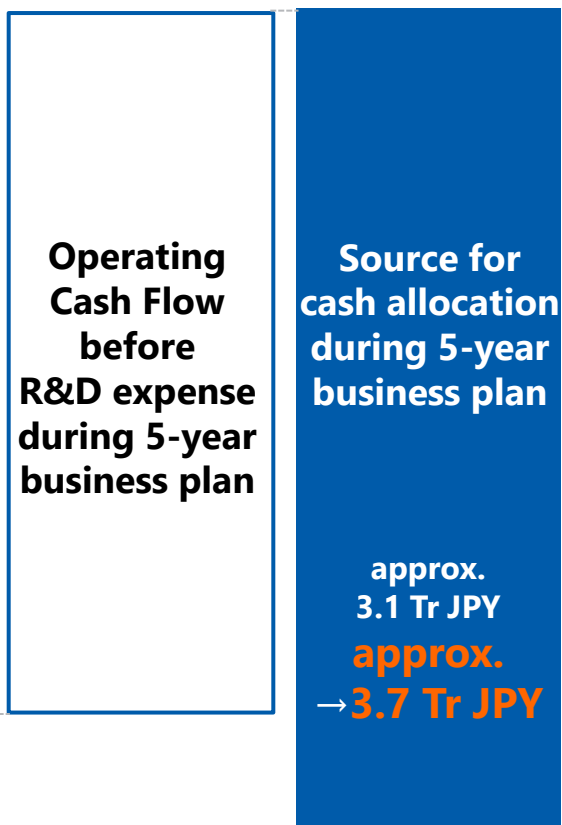 Operating
Cash Flow
before
R&D expense
during 5-year
business plan
Source for
cash allocation
during 5-year
business plan
approx.
3.1 Tr JPY
approx.
→3.7 Tr JPY